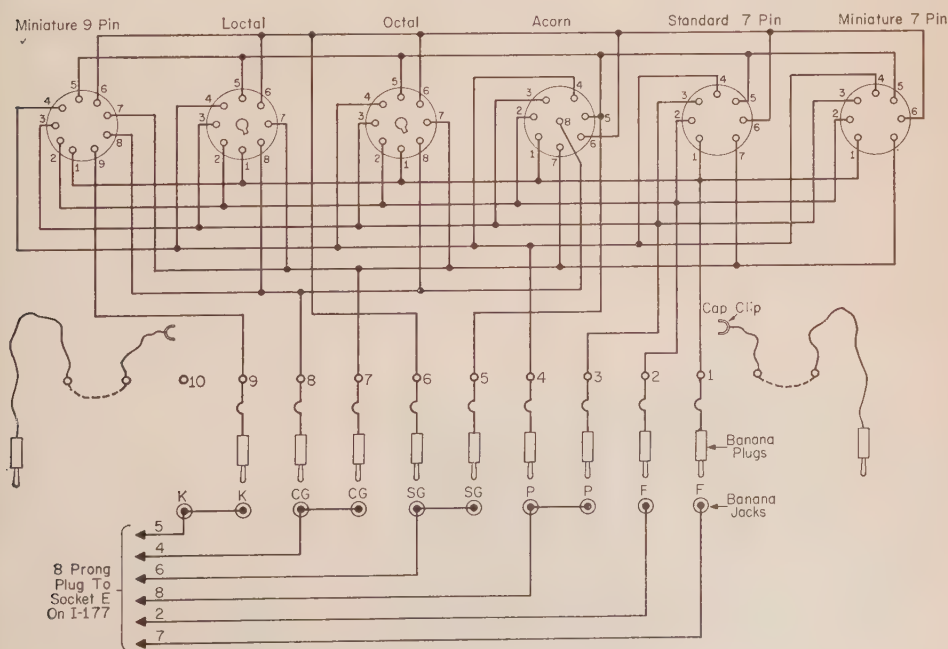 Miniature 9 Pin
Loctal
Octal
Acorn
Standard 7 Pin
Miniature 7 Pin
4 5 6 7 8 9 1 2 3
4 5 6 7 8 1 2 3
4 5 6 7 8 1 2 3
3 4 5 6 7 1 2 8
3 4 5 6 7 1 2
3 4 5 6 7 1 2
Cap Clip
10 9 8 7 6 5 4 3 2 1
Banana
Plugs
K K CG CG SG SG P P F F
Banana
Jacks
8 Prong
Plug To
Socket E
On I-177
5
4
6
8
2
7